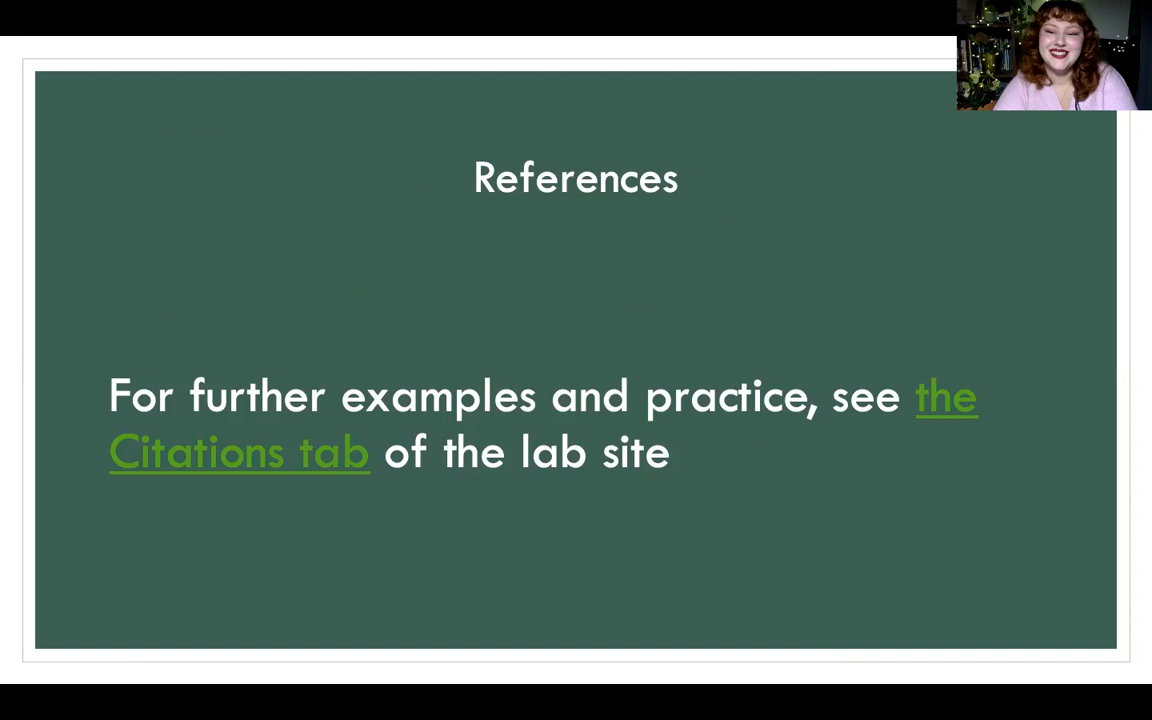 References
For further examples and practice, see the
Citations tab of the lab site